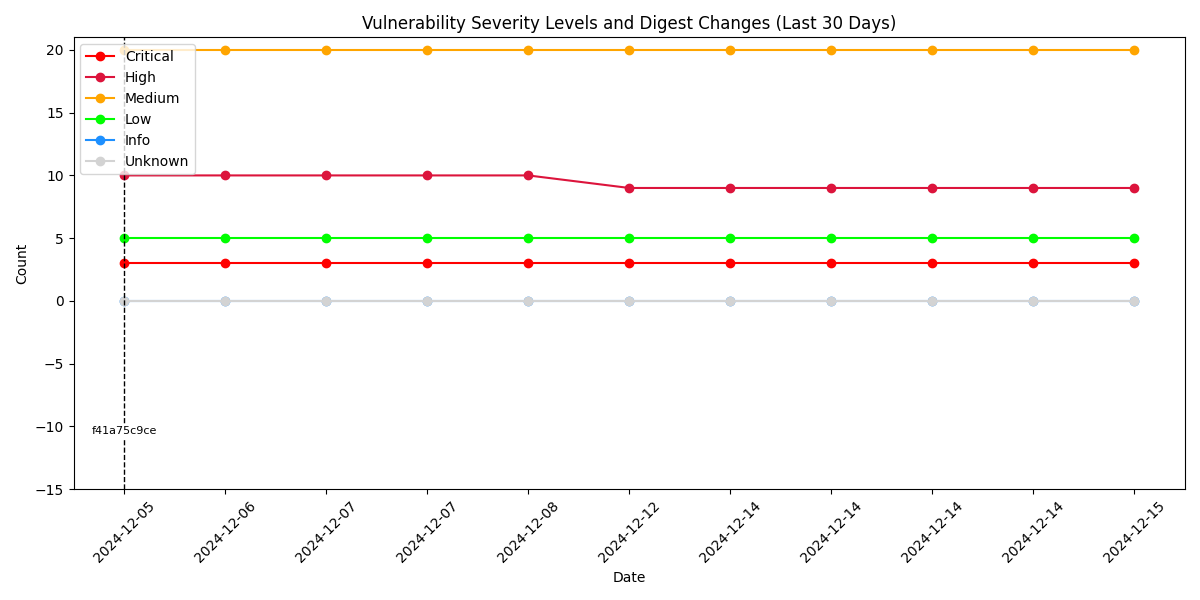 Vulnerability Severity Levels and Digest Changes (Last 30 Days)
Critical
High
Medium
Low
Info
Unknown
20
15
10
5
0
−5
−10
−15
Count
f41a75c9ce
2024-12-05
2024-12-06
2024-12-07
2024-12-07
2024-12-08
2024-12-12
2024-12-14
2024-12-14
2024-12-14
2024-12-14
2024-12-15
Date